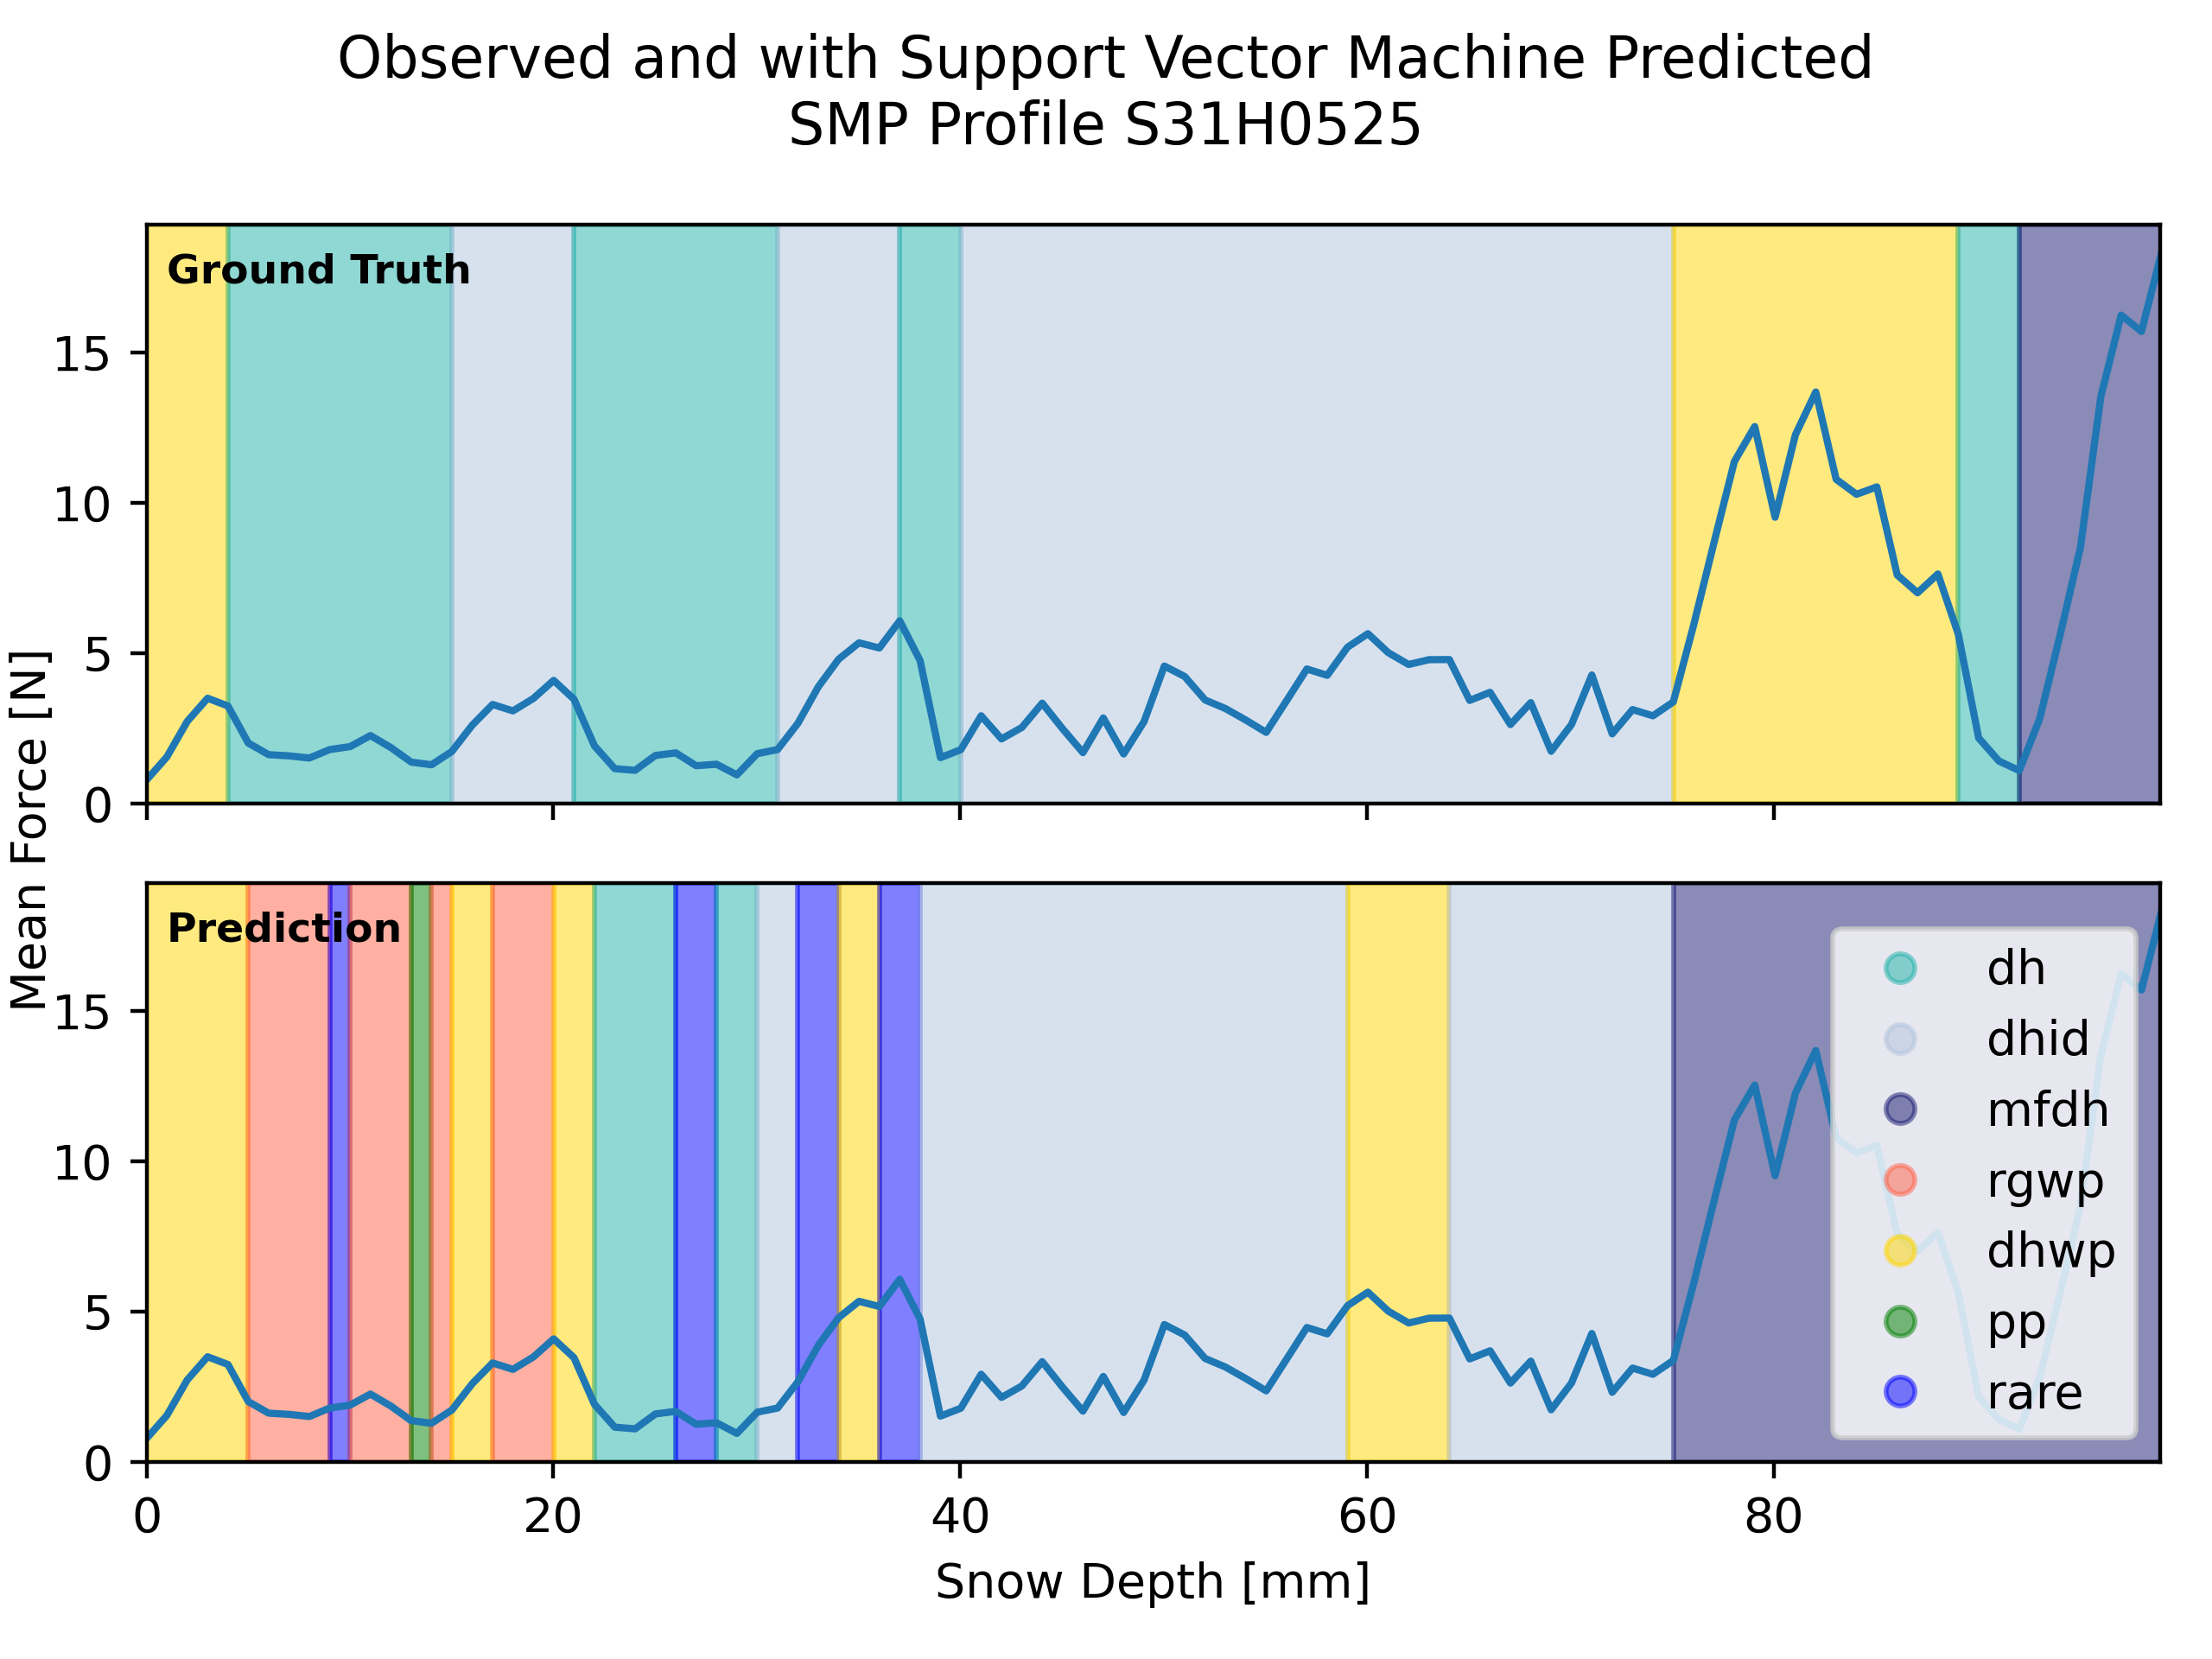 Observed and with Support Vector Machine Predicted
SMP Profile S31H0525
Ground Truth
15
10
5
0
Mean Force [N]
Prediction
15
10
5
0
dh
dhid
mfdh
rgwp
dhwp
pp
rare
0 20 40 60 80
Snow Depth [mm]